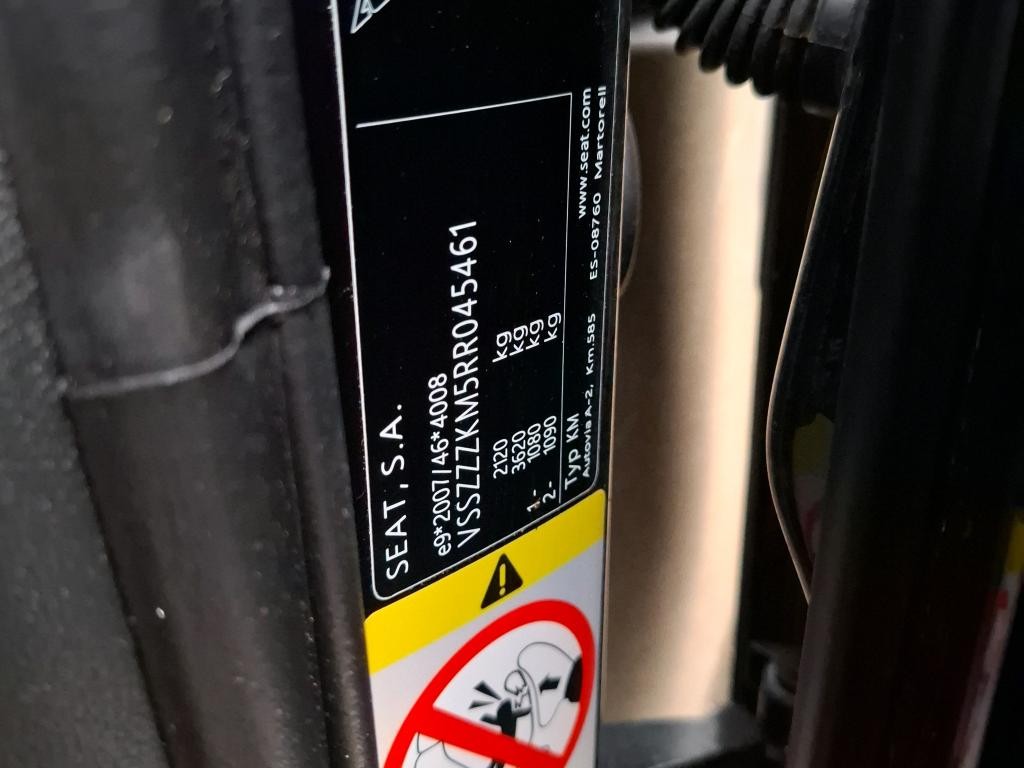 SEAT, S.A.
e9*2007/46*4008
VSSZZZKM5RR045461
2120 kg
3620 kg
1- 1080 kg
2- 1090 kg
Typ KM www.seat.com
Autovia A-2, Km.585 ES-08760 Martorell